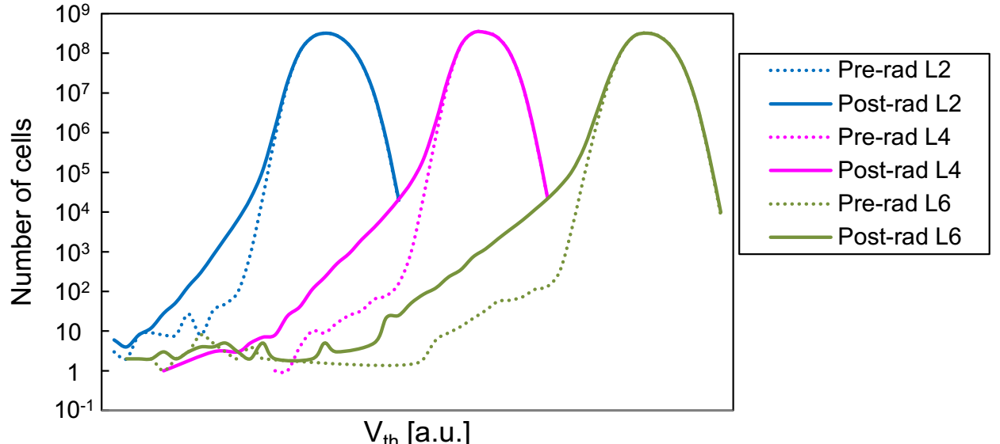 10⁹
10⁸
10⁷
10⁶
10⁵
10⁴
10³
10²
10
1
10⁻¹
Number of cells
V_th [a.u.]
Pre-rad L2
Post-rad L2
Pre-rad L4
Post-rad L4
Pre-rad L6
Post-rad L6